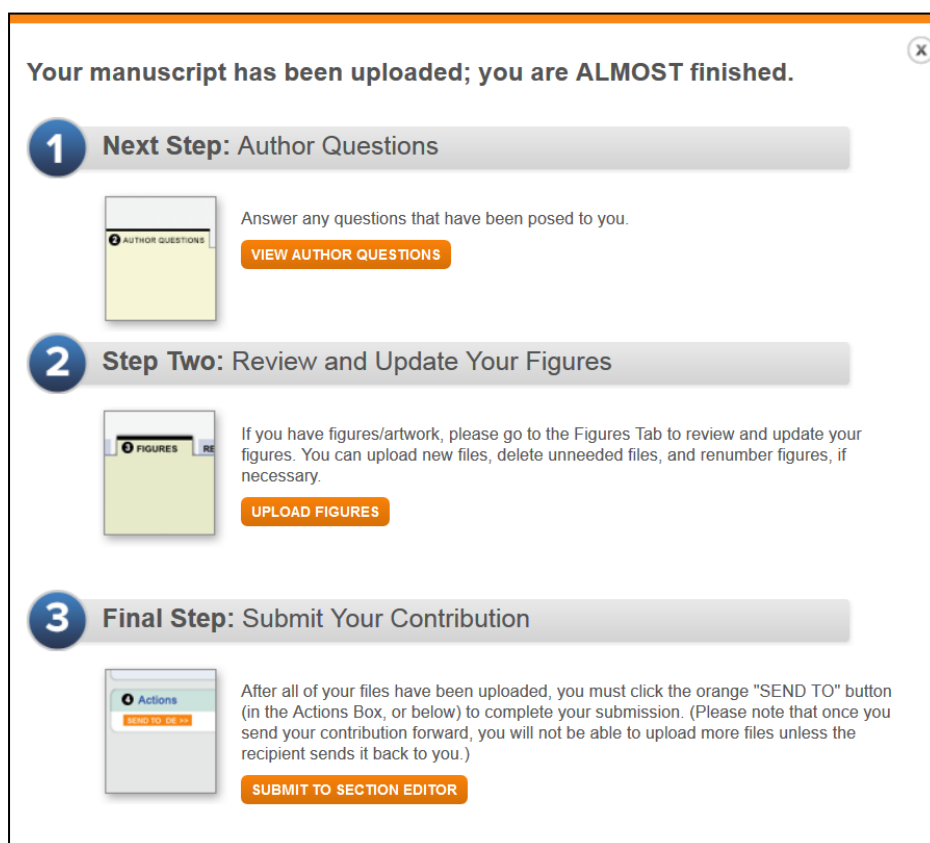 x
Your manuscript has been uploaded; you are ALMOST finished.
1
Next Step: Author Questions
2 AUTHOR QUESTIONS
Answer any questions that have been posed to you.
VIEW AUTHOR QUESTIONS
2
Step Two: Review and Update Your Figures
3 FIGURES RE
If you have figures/artwork, please go to the Figures Tab to review and update your
figures. You can upload new files, delete unneeded files, and renumber figures, if
necessary.
UPLOAD FIGURES
3
Final Step: Submit Your Contribution
4 Actions
SEND TO DE >>
After all of your files have been uploaded, you must click the orange "SEND TO" button
(in the Actions Box, or below) to complete your submission. (Please note that once you
send your contribution forward, you will not be able to upload more files unless the
recipient sends it back to you.)
SUBMIT TO SECTION EDITOR